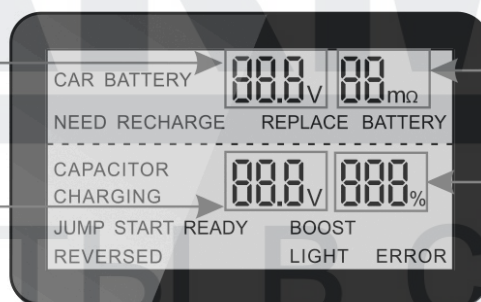 CAR BATTERY 88.8V 88mΩ
NEED RECHARGE REPLACE BATTERY
CAPACITOR
CHARGING 88.8V 888%
JUMP START READY BOOST
REVERSED LIGHT ERROR